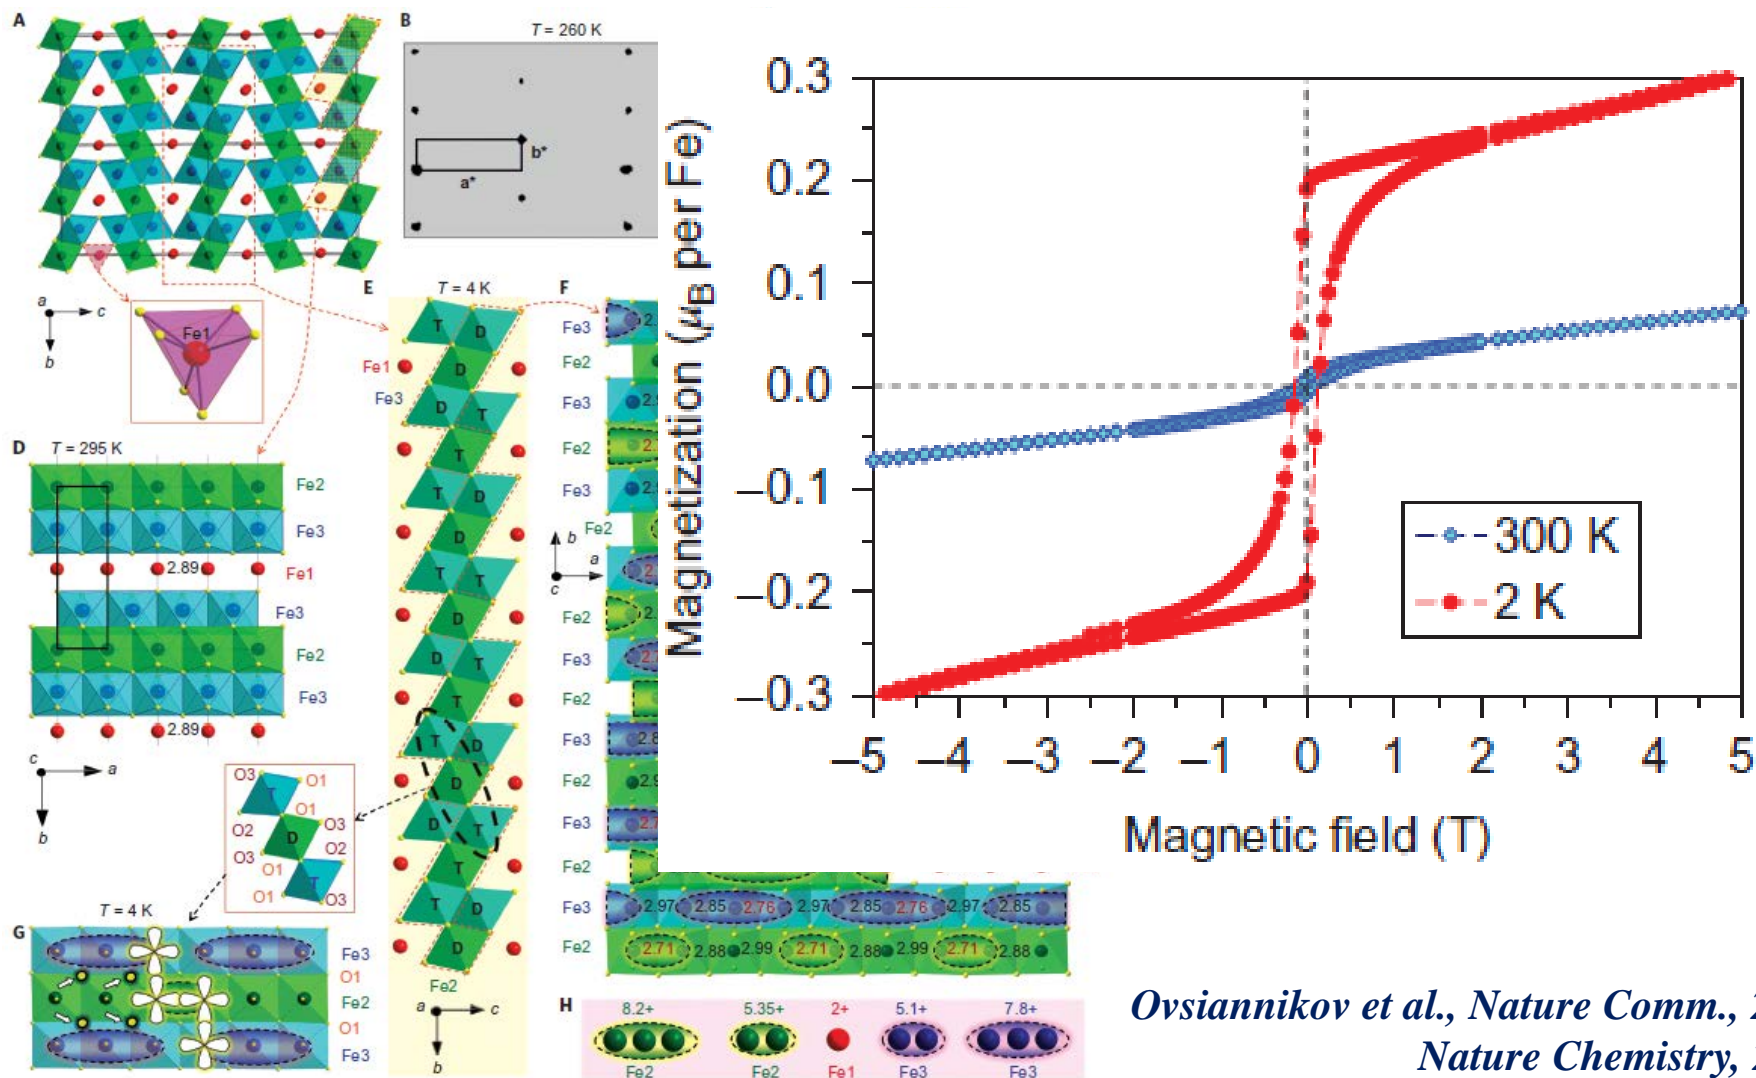 A
B
T = 260 K
b*
a*
a
c
b
Fe1
E
T = 4 K
F
T
D
Fe1
D
Fe3
D
T
T
T
D
D
T
T
D
D
T
T
T
D
D
D
T
T
T
D
D
Fe2
a
c
b
D
T = 295 K
Fe2
Fe3
2.89
Fe1
Fe3
Fe2
Fe3
2.89
c
a
b
O3
T
O1
O1
O2
D
O3
O3
O2
O1
O1
T
O3
T = 4 K
G
Fe3
O1
Fe2
O1
Fe3
Fe3
Fe2
Fe3
Fe2
Fe3
Fe2
b
a
c
Fe2
Fe3
Fe2
Fe3
Fe2
Fe3
Fe2
Fe3
2.97
2.85
2.76
2.97
2.85
2.76
2.97
2.85
Fe2
2.71
2.88
2.99
2.71
2.88
2.99
2.71
2.88
H
8.2+
5.35+
2+
5.1+
7.8+
Fe2
Fe2
Fe1
Fe3
Fe3
Magnetization (μB per Fe)
0.3
0.2
0.1
0.0
–0.1
–0.2
–0.3
–5 –4 –3 –2 –1 0 1 2 3 4 5
Magnetic field (T)
300 K
2 K
Ovsiannikov et al., Nature Comm.,
Nature Chemistry,